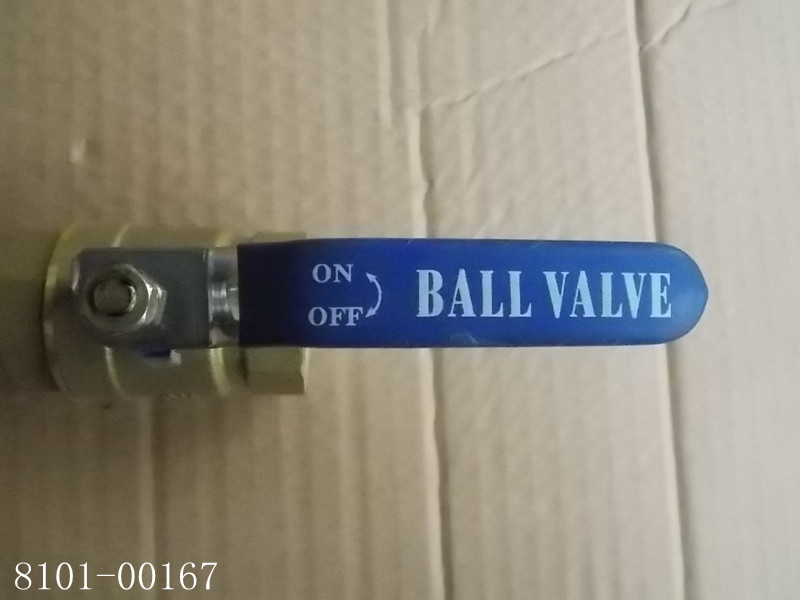 ON
OFF
BALL VALVE
8101-00167